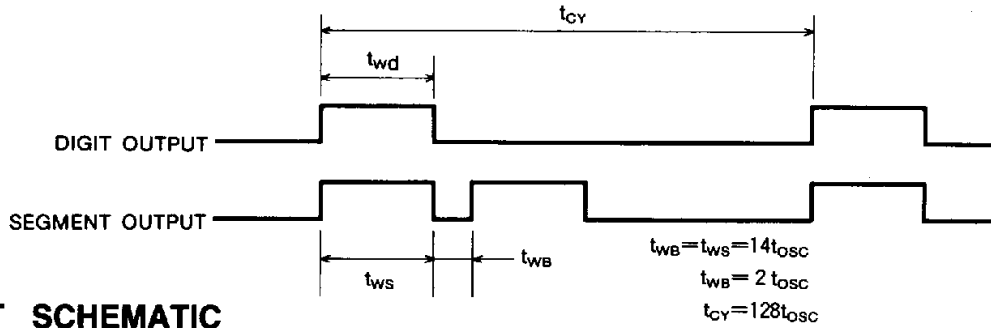 tCY
twd
DIGIT OUTPUT
SEGMENT OUTPUT
tws
tWB
tWB=tWS=14tOSC
tWB= 2 tOSC
tCY=128tOSC
SCHEMATIC